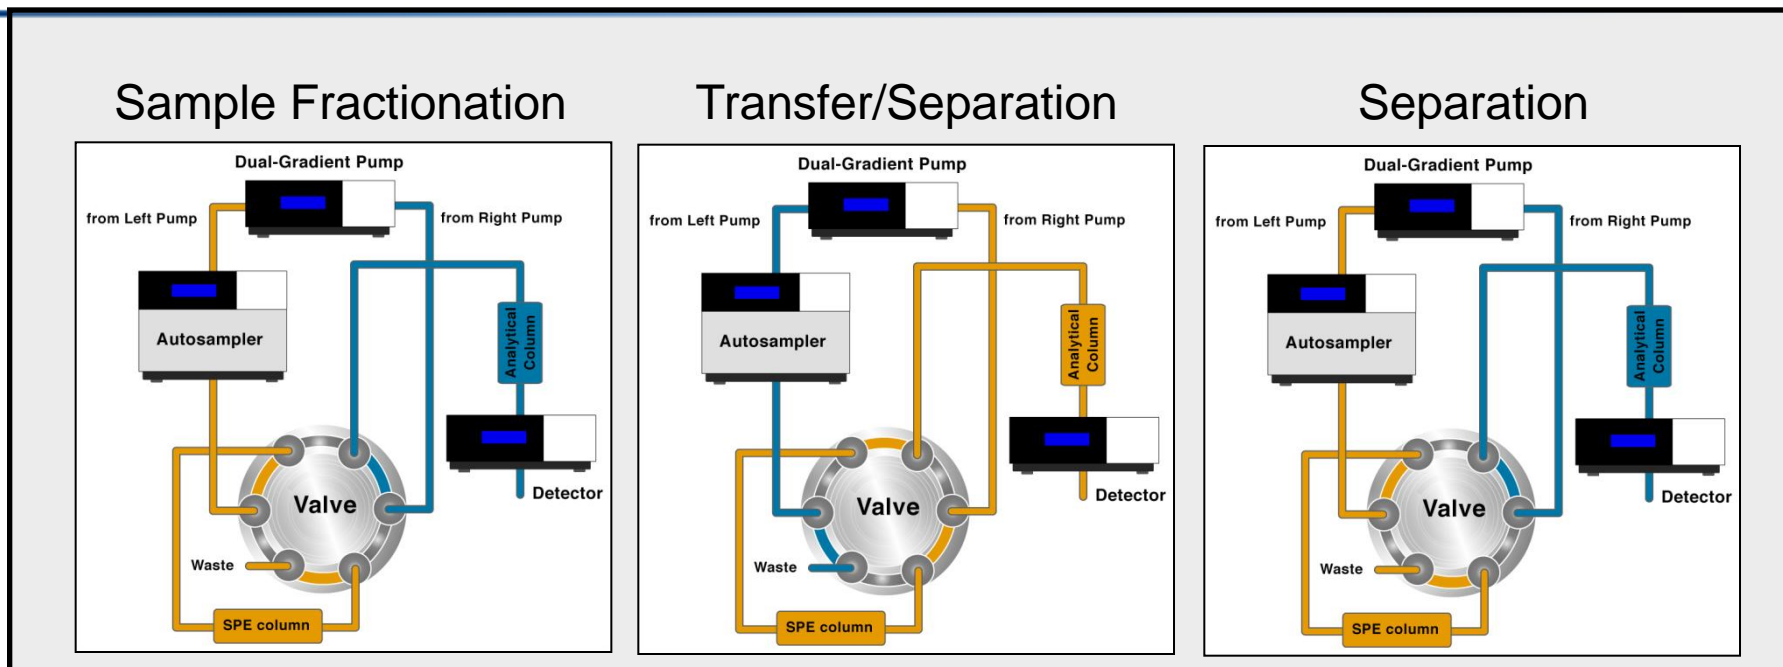 Sample Fractionation
Transfer/Separation
Separation
Dual-Gradient Pump
from Left Pump
from Right Pump
Autosampler
Analytical
Column
Valve
Detector
Waste
SPE column
Dual-Gradient Pump
from Left Pump
from Right Pump
Autosampler
Analytical
Column
Valve
Detector
Waste
SPE column
Dual-Gradient Pump
from Left Pump
from Right Pump
Autosampler
Analytical
Column
Valve
Detector
Waste
SPE column